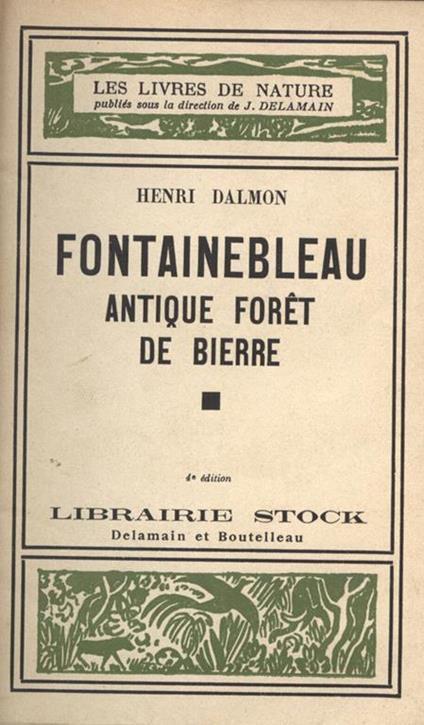 LES LIVRES DE NATURE
publiés sous la direction de J. DELAMAIN
HENRI DALMON
FONTAINEBLEAU
ANTIQUE FORÊT
DE BIERRE
4e édition
LIBRAIRIE STOCK
Delamain et Boutelleau